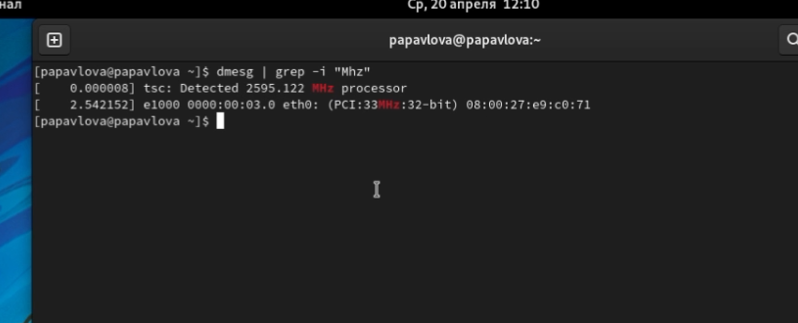 Ср, 20 апреля 12:10
papavlova@papavlova:~
[papavlova@papavlova ~]$ dmesg | grep -i "Mhz"
[    0.000008] tsc: Detected 2595.122 MHz processor
[    2.542152] e1000 0000:00:03.0 eth0: (PCI:33MHz:32-bit) 08:00:27:e9:c0:71
[papavlova@papavlova ~]$